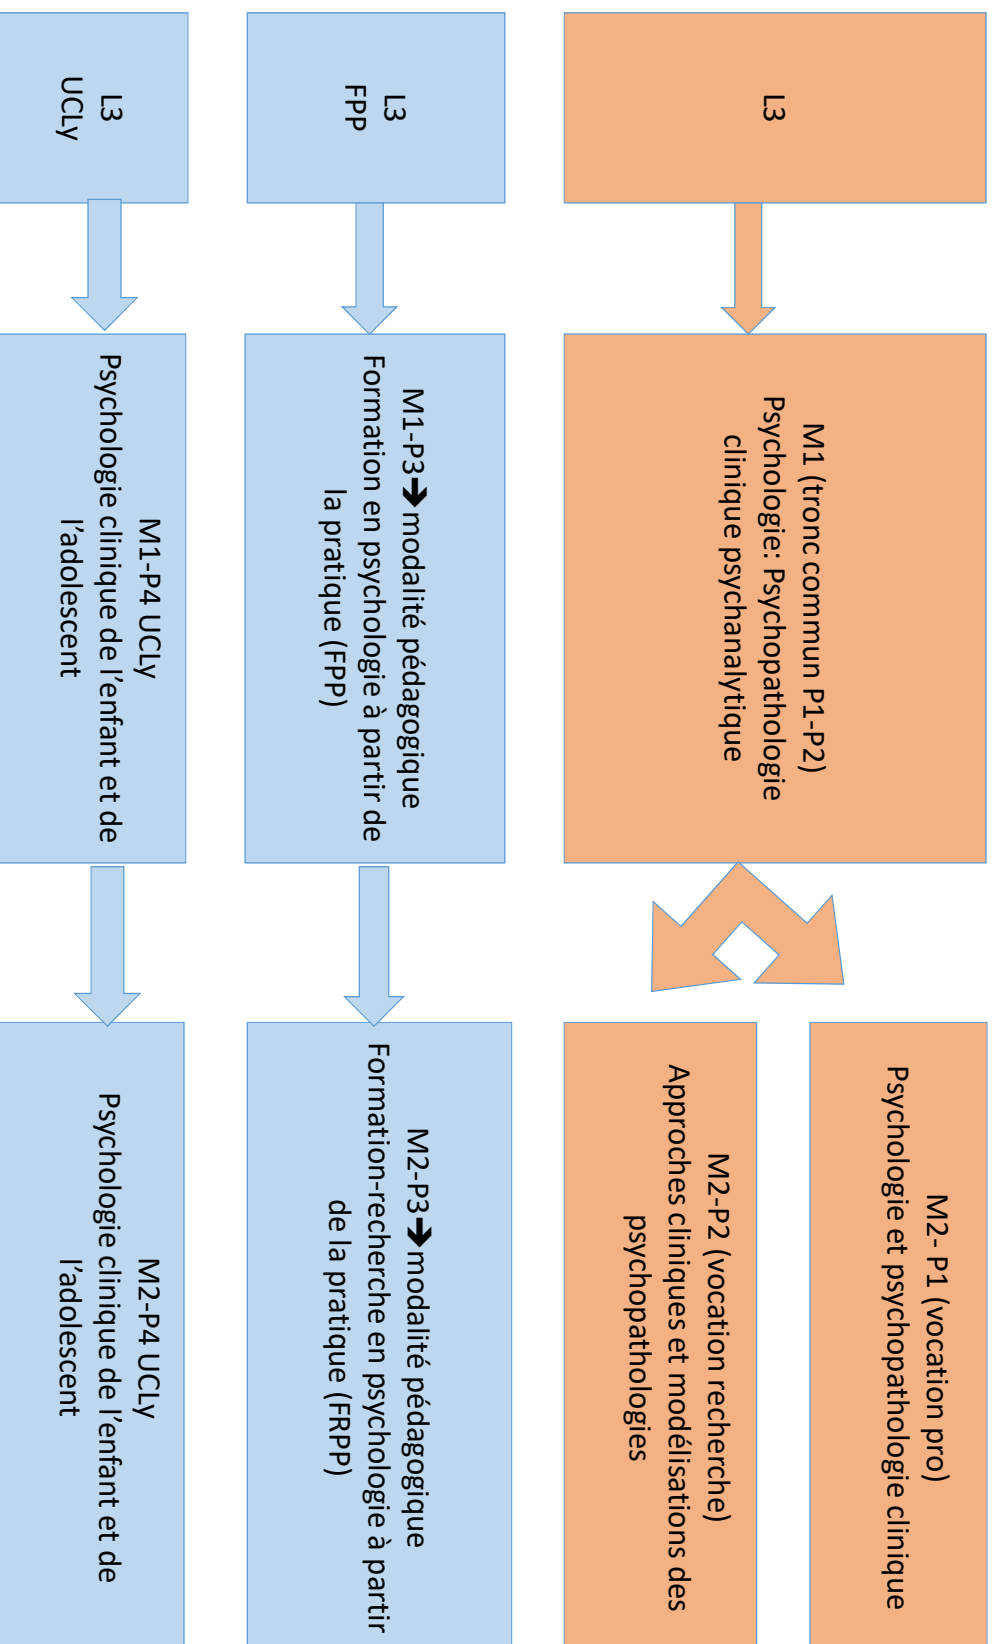 L3
M1 (tronc commun P1-P2)
Psychologie: Psychopathologie
clinique psychanalytique
M2- P1 (vocation pro)
Psychologie et psychopathologie clinique
M2-P2 (vocation recherche)
Approches cliniques et modélisations des
psychopathologies
L3
FPP
M1-P3🡺modalité pédagogique
Formation en psychologie à partir de
la pratique (FPP)
M2-P3🡺modalité pédagogique
Formation-recherche en psychologie à partir
de la pratique (FRPP)
L3
UCLy
M1-P4 UCLy
Psychologie clinique de l'enfant et de
l'adolescent
M2-P4 UCLy
Psychologie clinique de l'enfant et de
l'adolescent